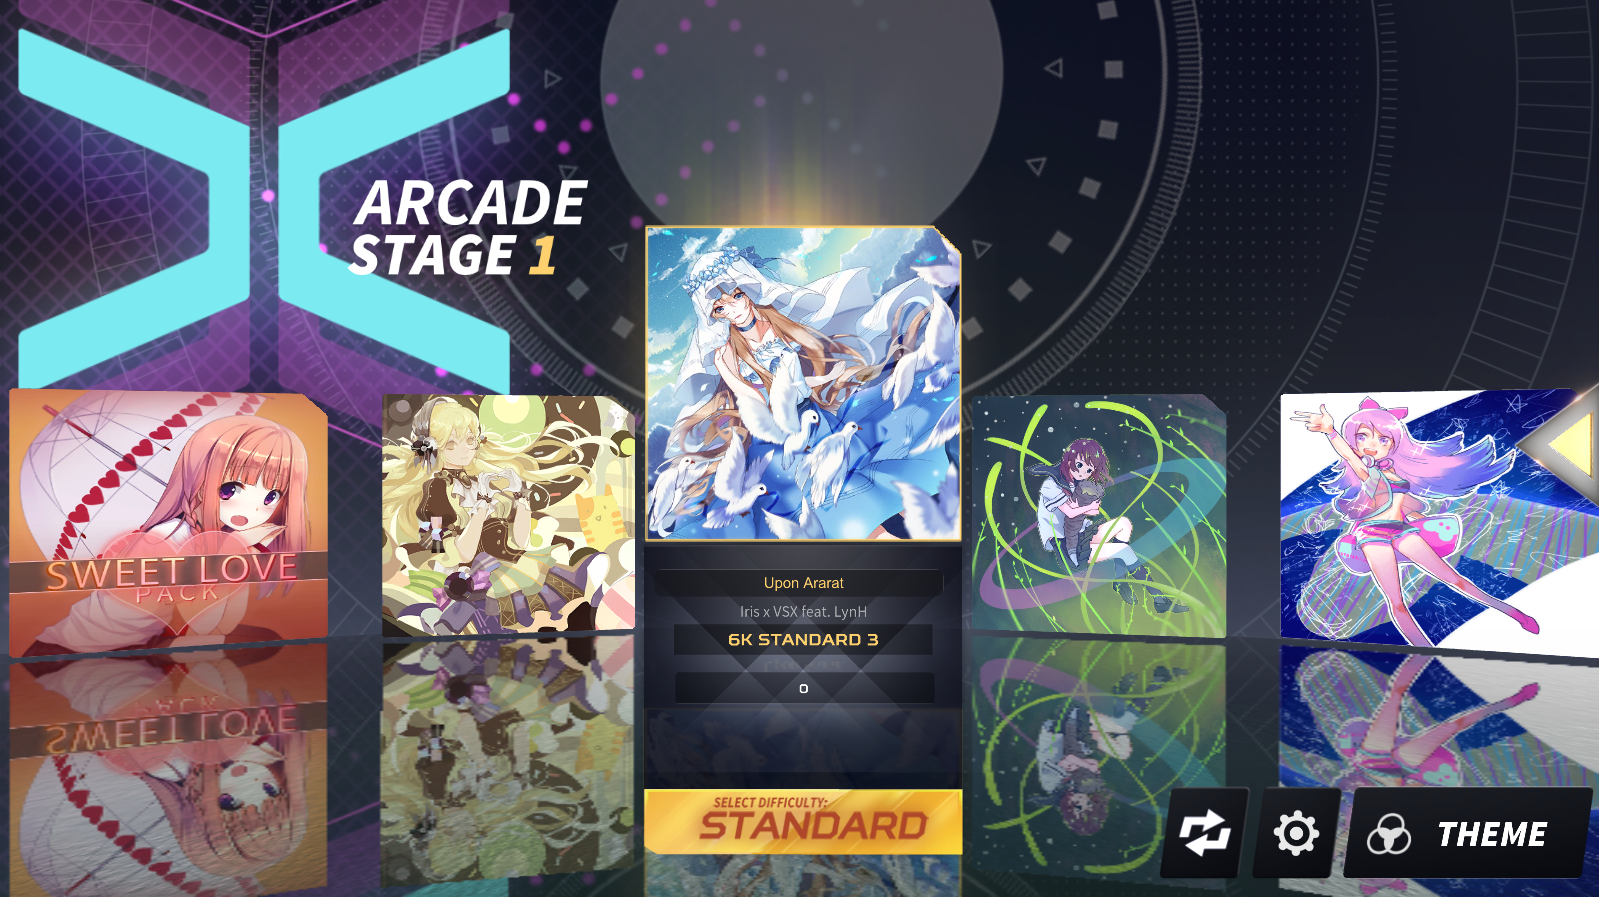 ARCADE
STAGE 1
SWEET LOVE
PACK
Upon Ararat
Iris x VSX feat. LynH
6K STANDARD 3
0
SELECT DIFFICULTY:
STANDARD
THEME